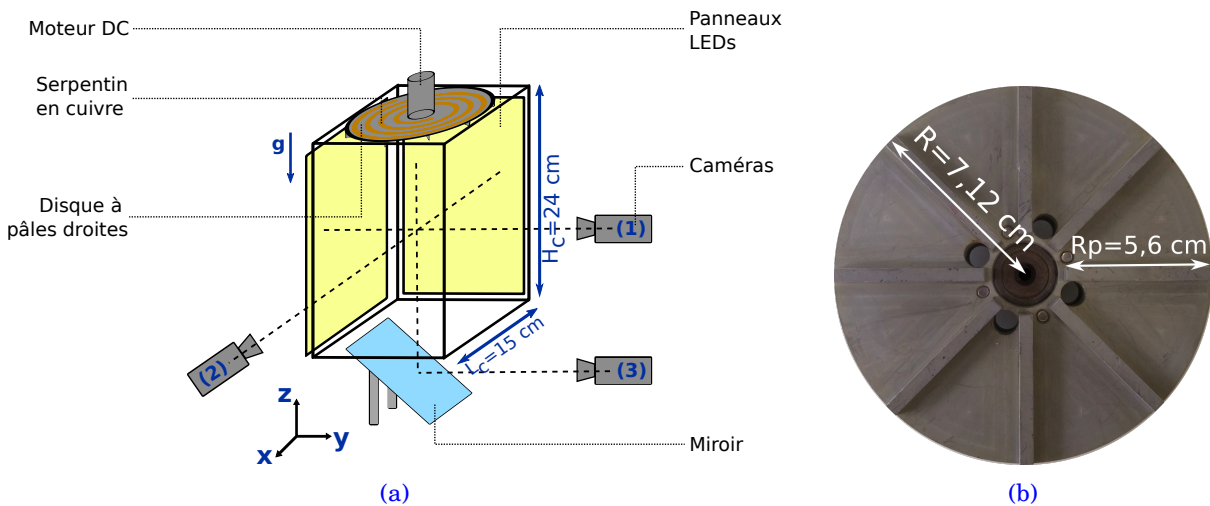 Moteur DC
Serpentin
en cuivre
g
Disque à
pâles droites
Panneaux
LEDs
Caméras
(1)
H_c=24 cm
L_c=15 cm
(2)
(3)
Miroir
z
y
x
(a)
R=7,12 cm
Rp=5,6 cm
(b)